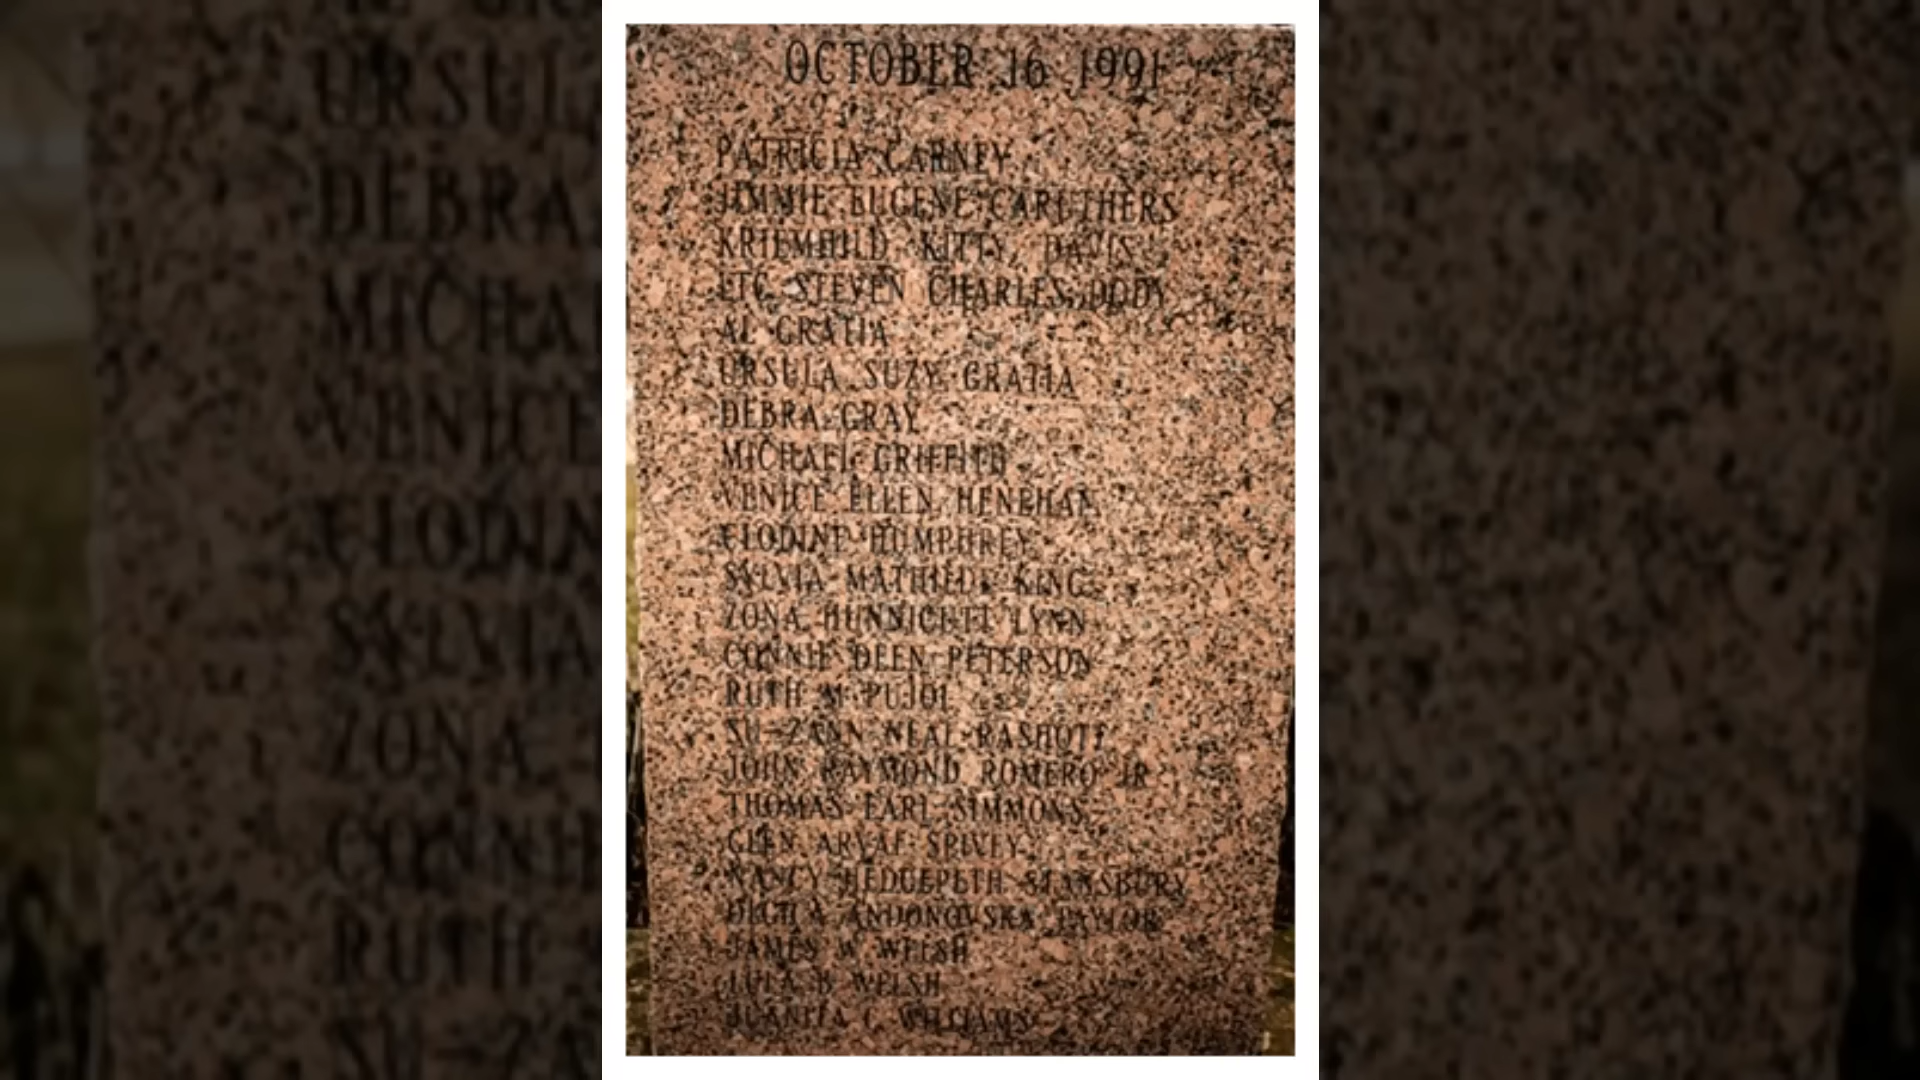 OCTOBER 16 1991
PATRICIA CARNEY
JIMMIE EUGENE CARUTHERS
KRIEMHILD KITTY, DAVIS
LTC STEVEN CHARLES DODY
AL GRATIA
URSULA SUZY GRATIA
DEBRA GRAY
MICHAEL GRIFFITH
VENICE ELLEN HENEHAN
CLODINE HUMPHREY
SYLVIA MATHILDE KING
ZONA HUNNICUTT LYNN
CONNIE DEEN PETERSON
RUTH M PUJOL
SU-ZANN NEAL RASHOTT
JOHN RAYMOND ROMERO JR
THOMAS EARL SIMMONS
GLEN ARVAL SPIVEY
NANCY HEDGEPETH STANSBURY
ANDONOVSKA TAYLOR
JAMES W WELSH
LULA B WELSH
JUANITA C WILLIAMS